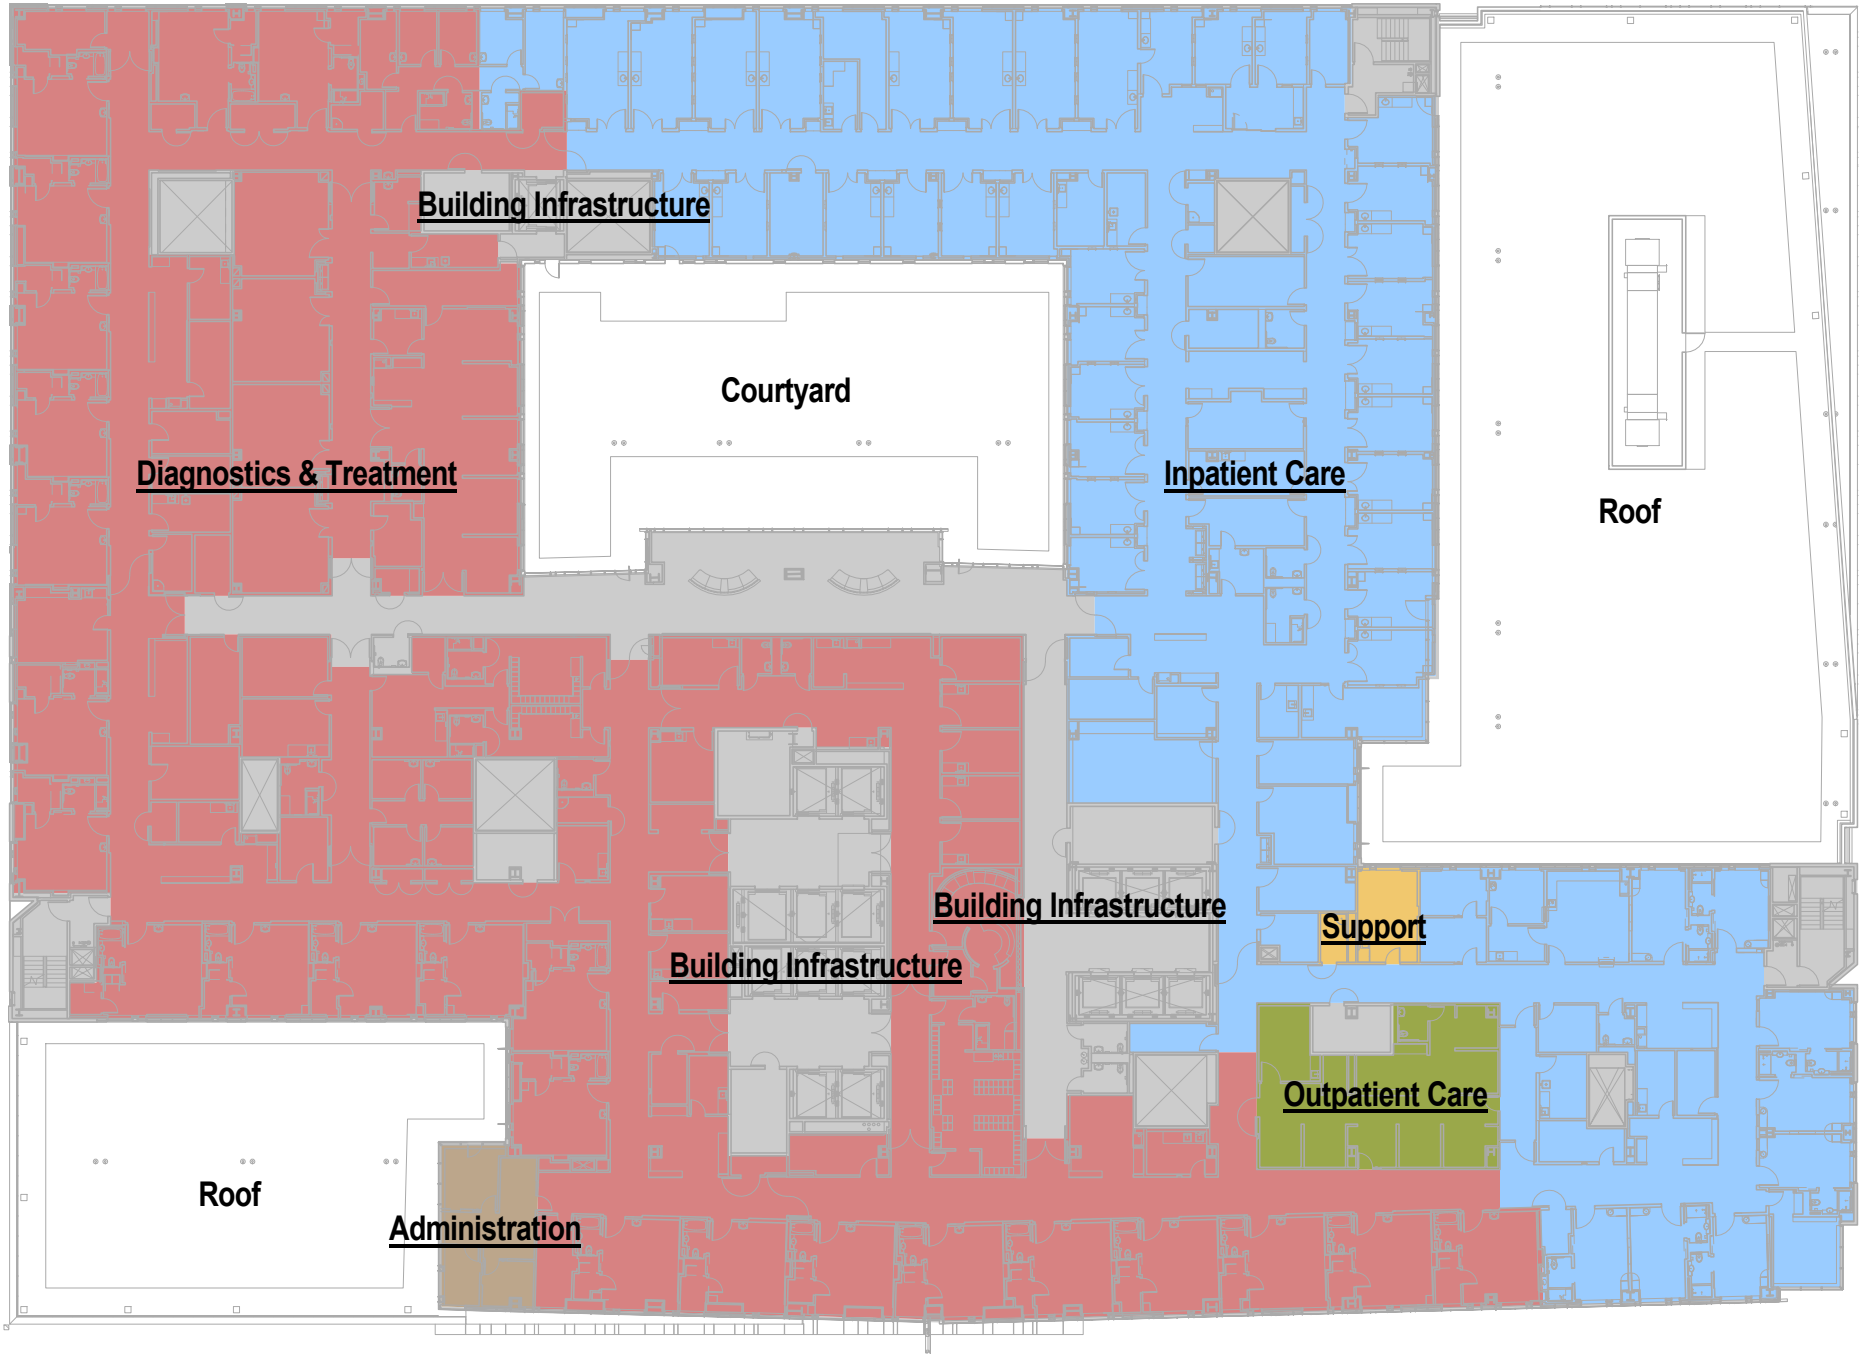 Building Infrastructure
Courtyard
Diagnostics & Treatment
Inpatient Care
Roof
Building Infrastructure
Support
Building Infrastructure
Outpatient Care
Roof
Administration